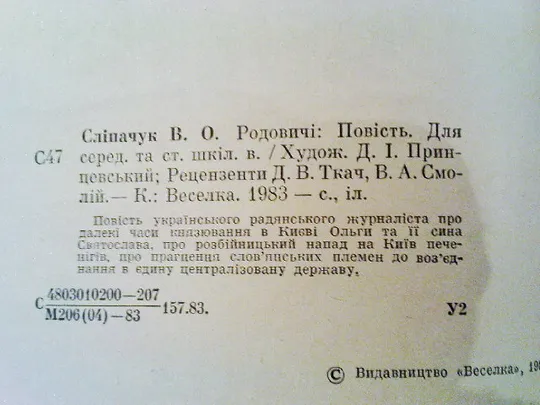 Сліпачук В. О. Родовичі: Повість. Для
С47 серед. та ст. шкіл. в. / Худож. Д. І. Прин-
цевський; Рецензенти Д. В. Ткач, В. А. Смо-
лій.— К.: Веселка. 1983 — с., іл.
Повість українського радянського журналіста про
далекі часи князювання в Києві Ольги та її сина
Святослава, про розбійницький напад на Київ пече-
нігів, про прагнення слов'янських племен до возз'єд-
нання в єдину централізовану державу.
С 4803010200—207
М206(04)—83 157.83. У2
© Видавництво «Веселка»,